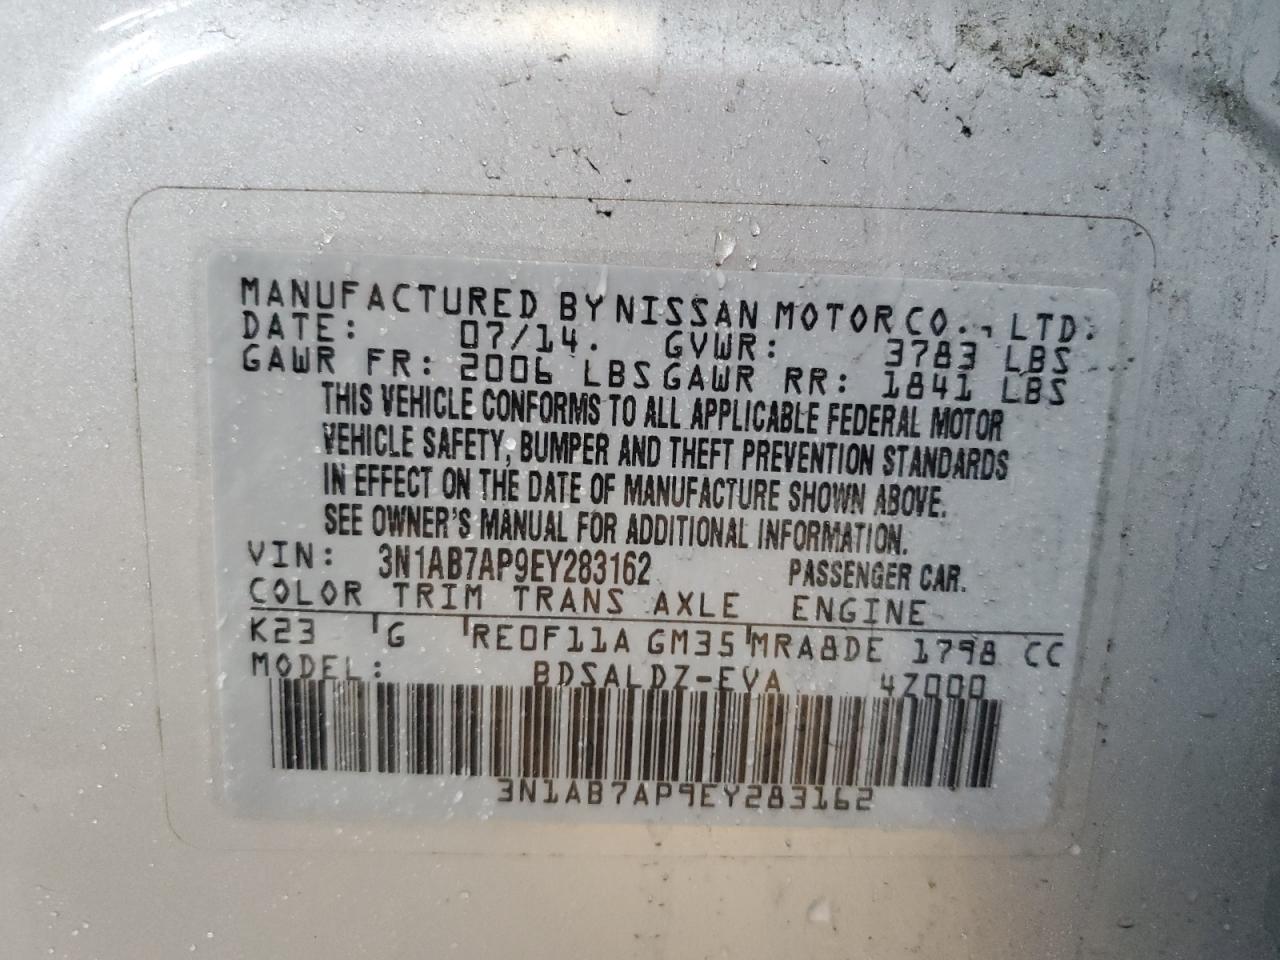 MANUFACTURED BY NISSAN MOTOR CO., LTD.
DATE: 07/14. GVWR: 3783 LBS
GAWR FR: 2006 LBS GAWR RR: 1841 LBS
THIS VEHICLE CONFORMS TO ALL APPLICABLE FEDERAL MOTOR
VEHICLE SAFETY, BUMPER AND THEFT PREVENTION STANDARDS
IN EFFECT ON THE DATE OF MANUFACTURE SHOWN ABOVE.
SEE OWNER'S MANUAL FOR ADDITIONAL INFORMATION.
VIN: 3N1AB7AP9EY283162 PASSENGER CAR.
COLOR TRIM TRANS AXLE ENGINE
K23 G RE0F11A GM35 MRA8DE 1798 CC
MODEL: BDSALDZ-EVA 4Z000
3N1AB7AP9EY283162